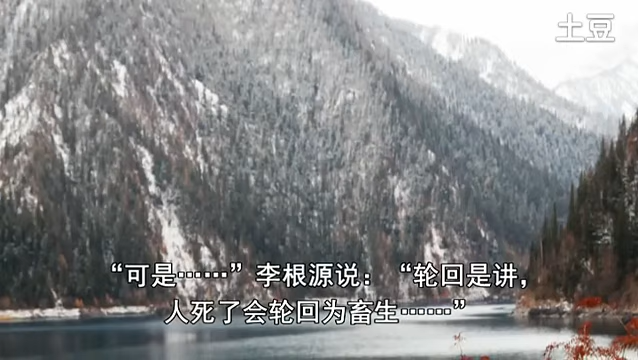 土豆
“可是……”李根源说：“轮回是讲，
人死了会轮回为畜生……”